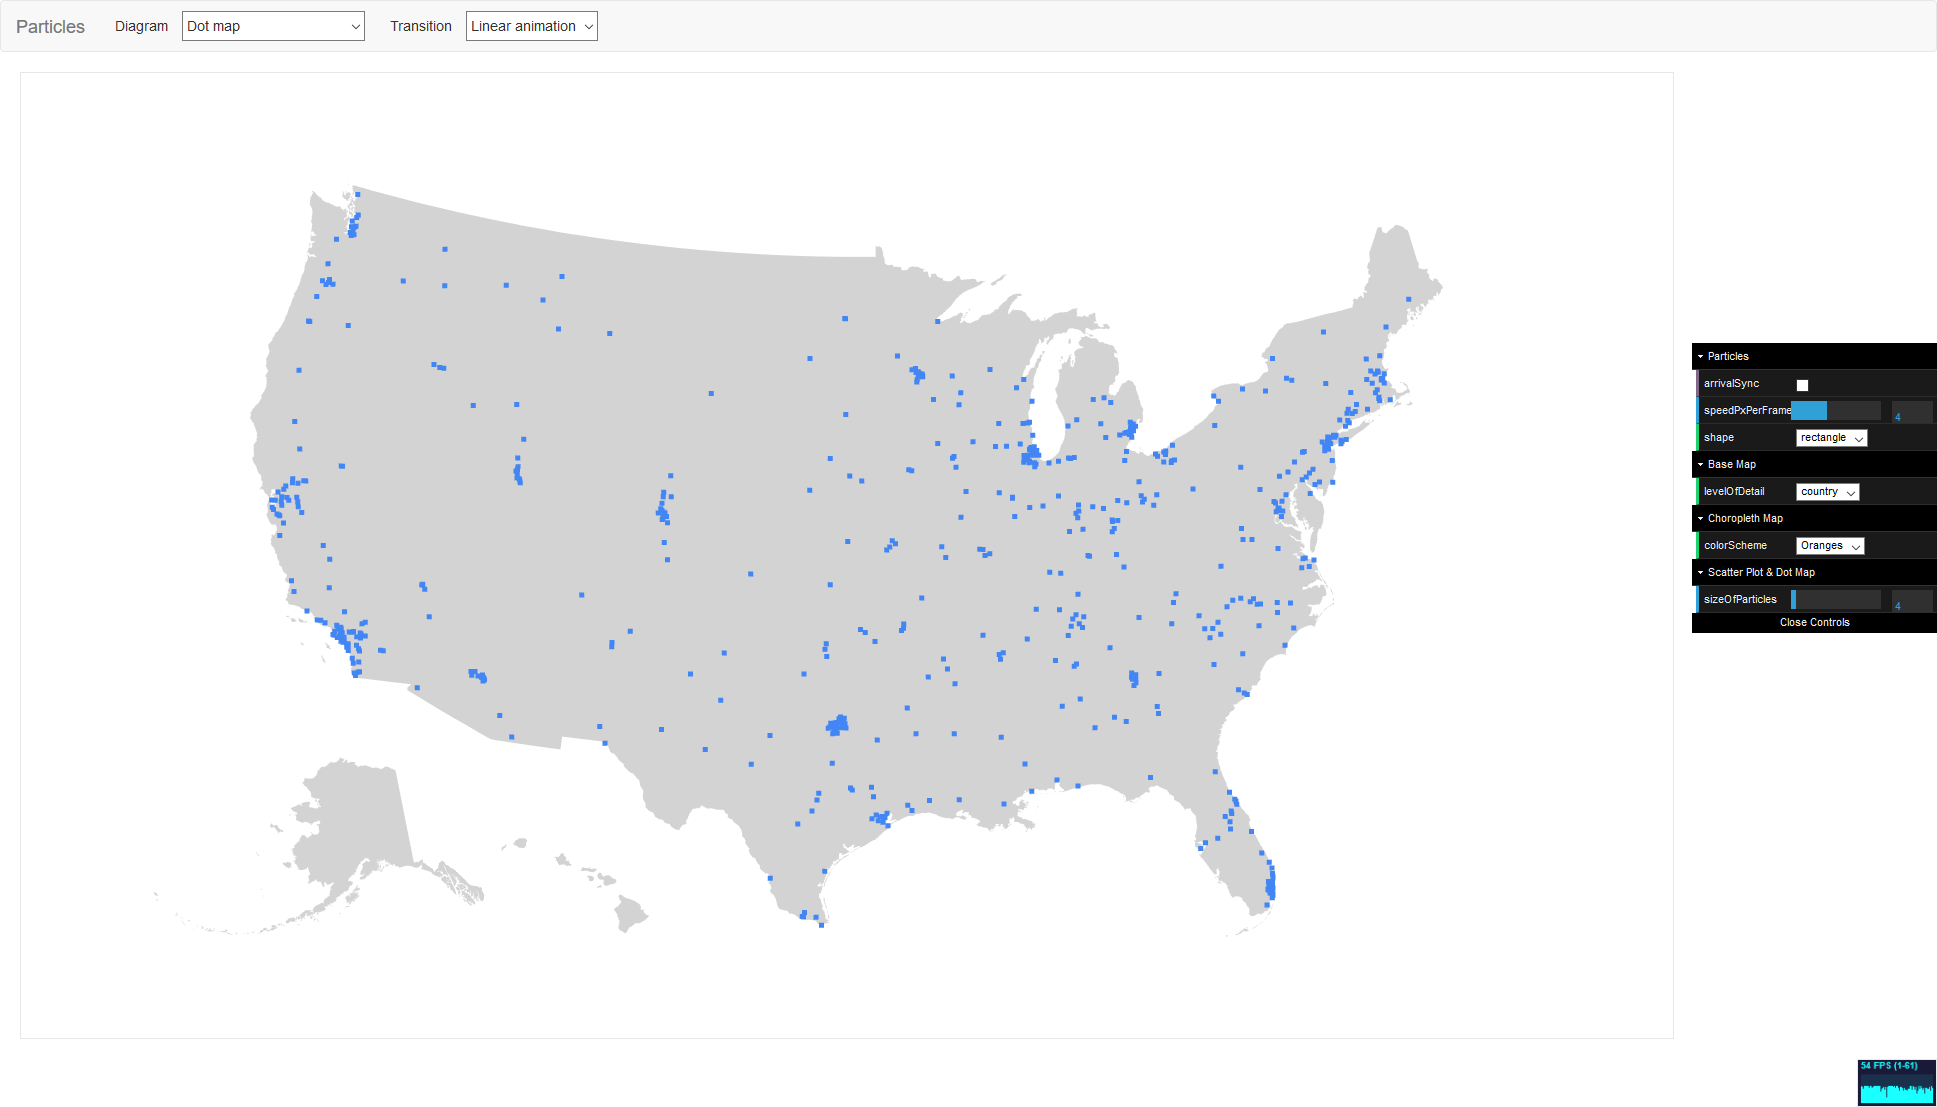 Particles Diagram Dot map Transition Linear animation
Particles
arrivalSync
speedPxPerFrame 4
shape rectangle
Base Map
levelOfDetail country
Choropleth Map
colorScheme Oranges
Scatter Plot & Dot Map
sizeOfParticles 4
Close Controls
54 FPS (1-61)